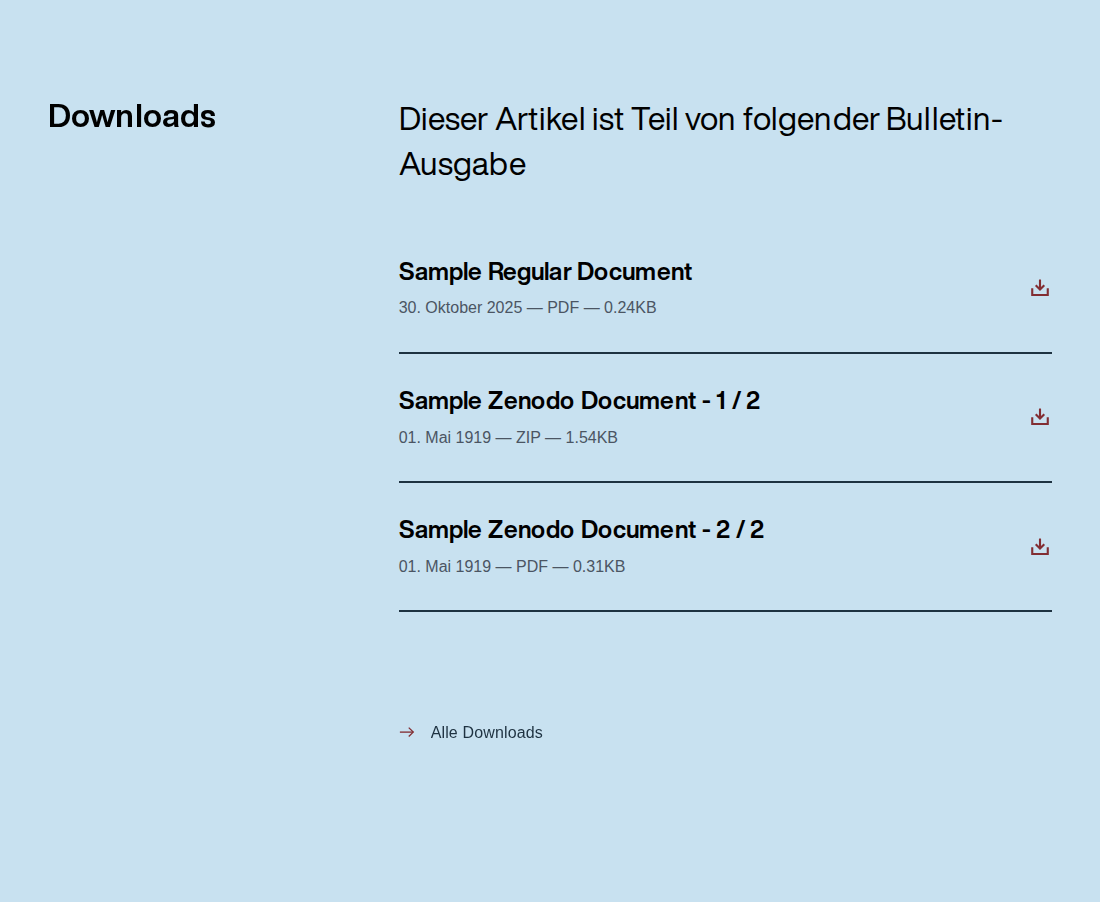 Downloads
Dieser Artikel ist Teil von folgender Bulletin-
Ausgabe
Sample Regular Document
30. Oktober 2025 — PDF — 0.24KB
Sample Zenodo Document - 1 / 2
01. Mai 1919 — ZIP — 1.54KB
Sample Zenodo Document - 2 / 2
01. Mai 1919 — PDF — 0.31KB
Alle Downloads